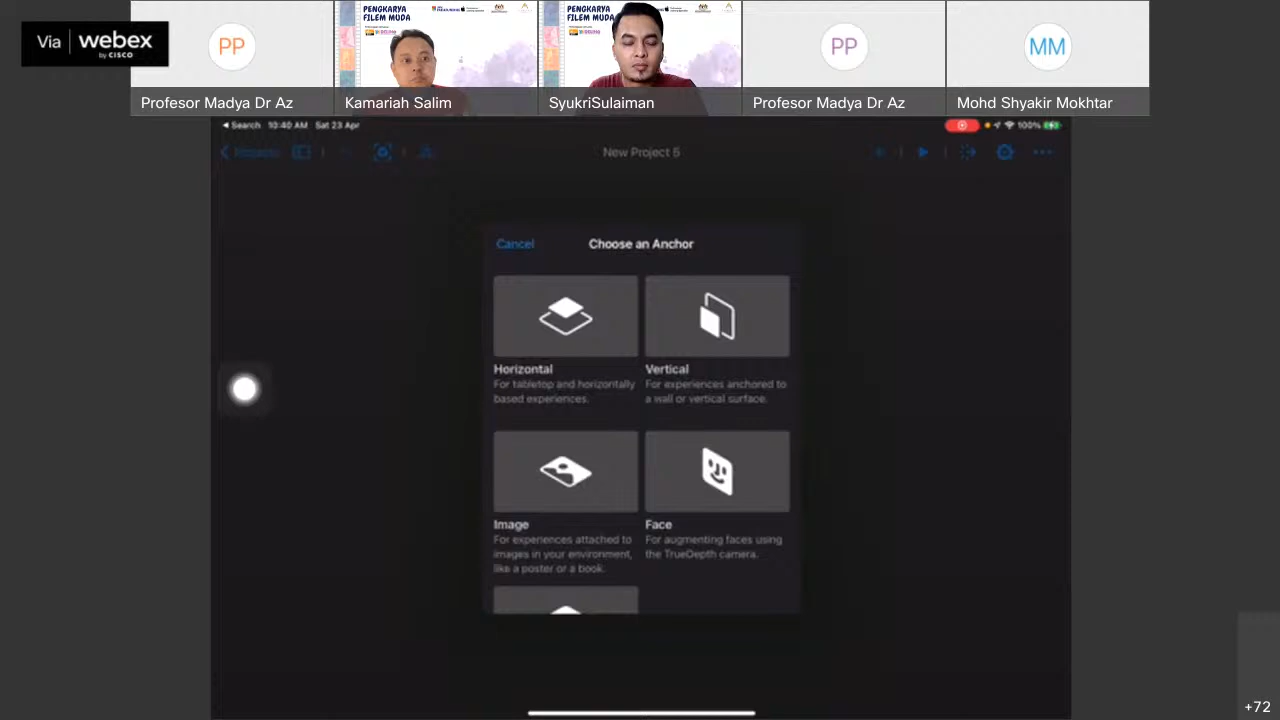 Via webex
by CISCO
PP
PENGKARYA
FILEM MUDA
PENGKARYA
FILEM MUDA
PP
MM
Profesor Madya Dr Az
Kamariah Salim
SyukriSulaiman
Profesor Madya Dr Az
Mohd Shyakir Mokhtar
Search 10:40 AM Sat 23 Apr
100%
Projects
New Project 5
Cancel
Choose an Anchor
Horizontal
For tabletop and horizontally
based experiences.
Vertical
For experiences anchored to
a wall or vertical surface.
Image
For experiences attached to
images in your environment,
like a poster or a book.
Face
For augmenting faces using
the TrueDepth camera.
+72